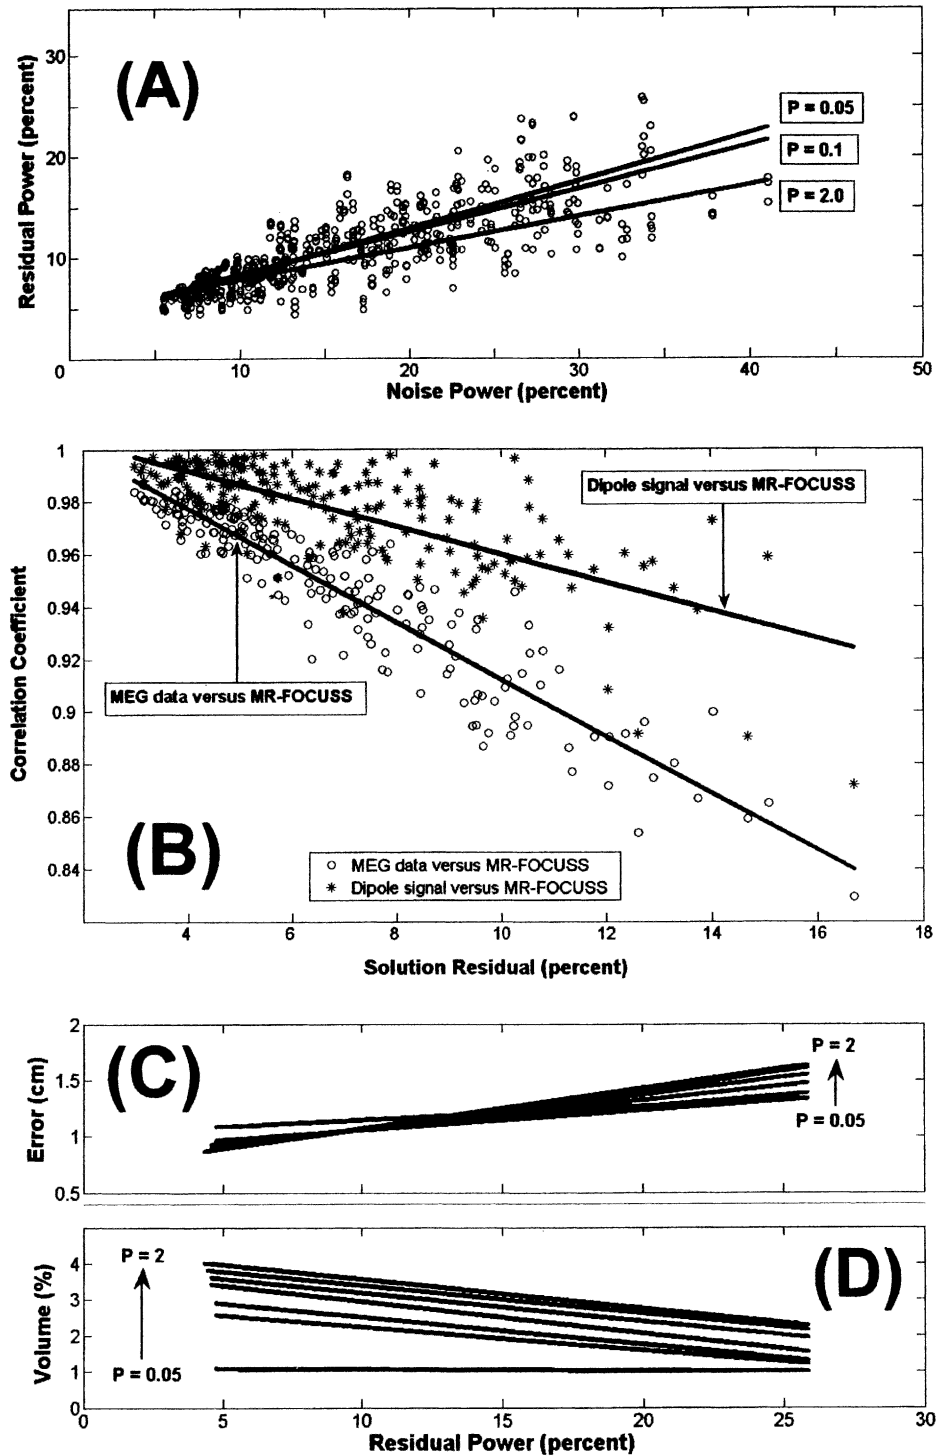 (A)
30
20
10
0
Residual Power (percent)
P = 0.05
P = 0.1
P = 2.0
10
20
30
40
50
Noise Power (percent)
1
0.98
0.96
0.94
0.92
0.9
0.88
0.86
0.84
Correlation Coefficient
Dipole signal versus MR-FOCUSS
MEG data versus MR-FOCUSS
(B)
MEG data versus MR-FOCUSS
Dipole signal versus MR-FOCUSS
4
6
8
10
12
14
16
18
Solution Residual (percent)
2
1.5
1
0.5
Error (cm)
(C)
P = 2
P = 0.05
4
3
2
1
0
Volume (%)
P = 2
P = 0.05
(D)
0
5
10
15
20
25
30
Residual Power (percent)